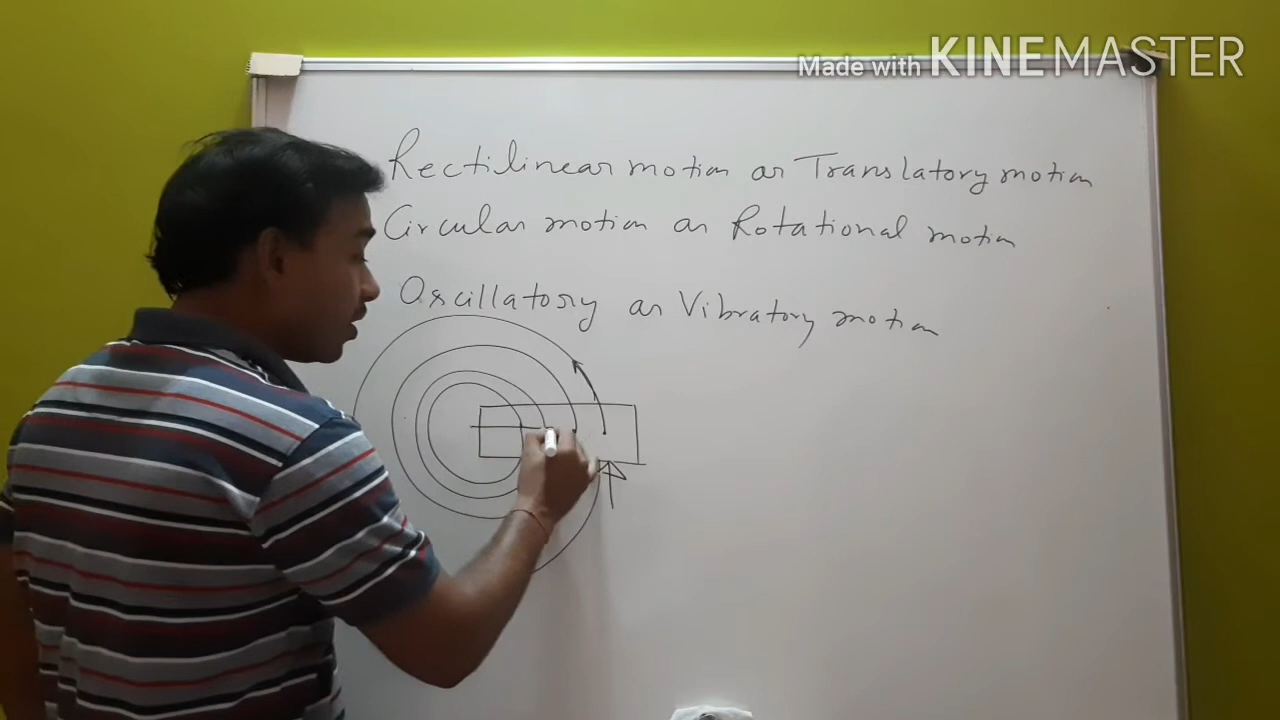 Made with KINEMASTER
Rectilinear motion or Translatory motion
Circular motion or Rotational motion
Oscillatory or Vibratory motion